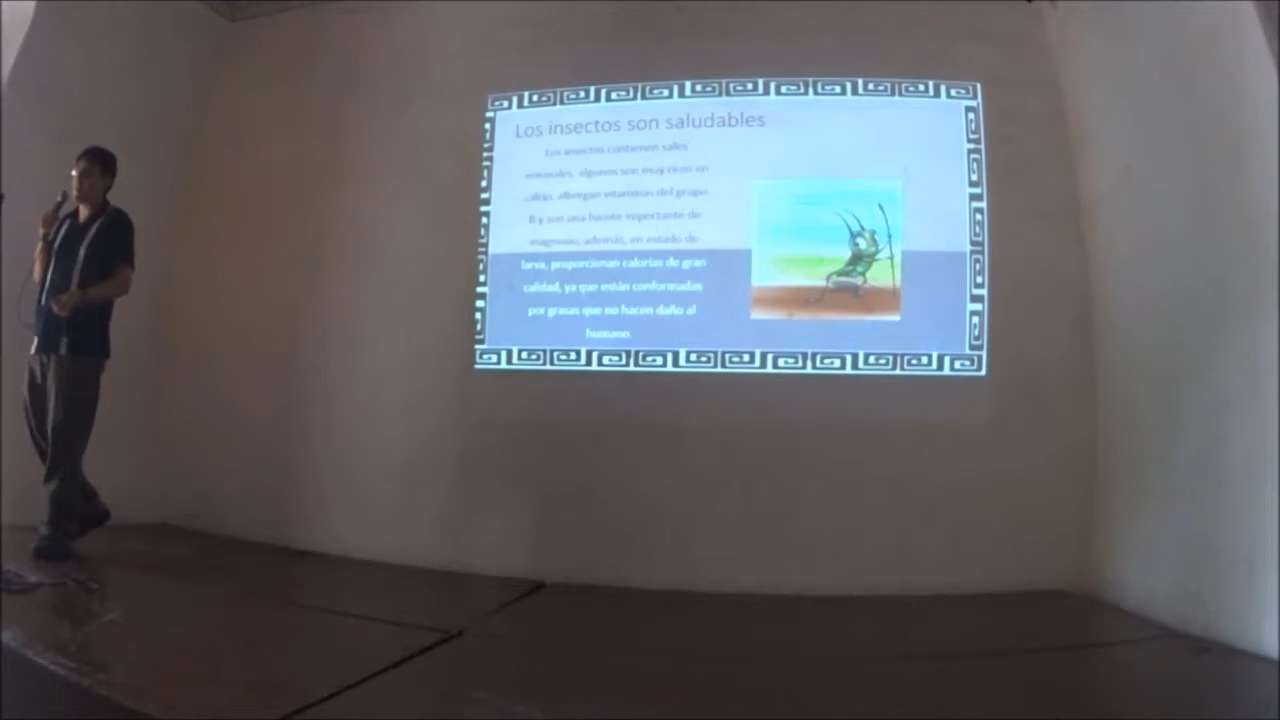 Los insectos son saludables
Los insectos contienen sales
minerales, algunos son muy ricos en
calcio, albergan vitaminas del grupo
B y son una fuente importante de
magnesio, además, en estado de
larva, proporcionan calorías de gran
calidad, ya que están conformadas
por grasas que no hacen daño al
humano.